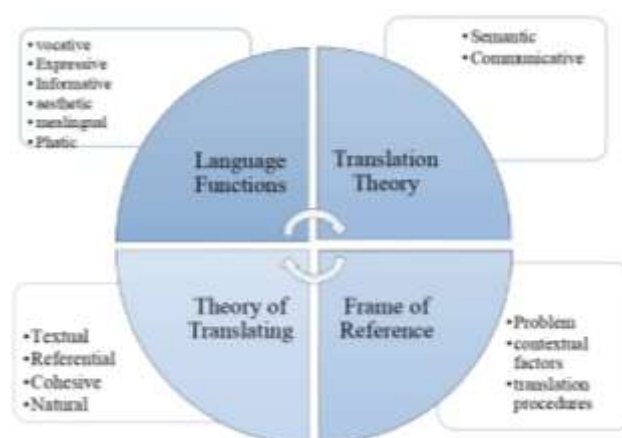 • vocative
• Expressive
• Informative
• aesthetic
• mealingual
• Phatic
Language
Functions
• Semantic
• Communicative
Translation
Theory
•Textual
•Referential
•Cohesive
•Natural
Theory of
Translating
•Problem
•contextual
factors
•translation
procedures
Frame of
Reference